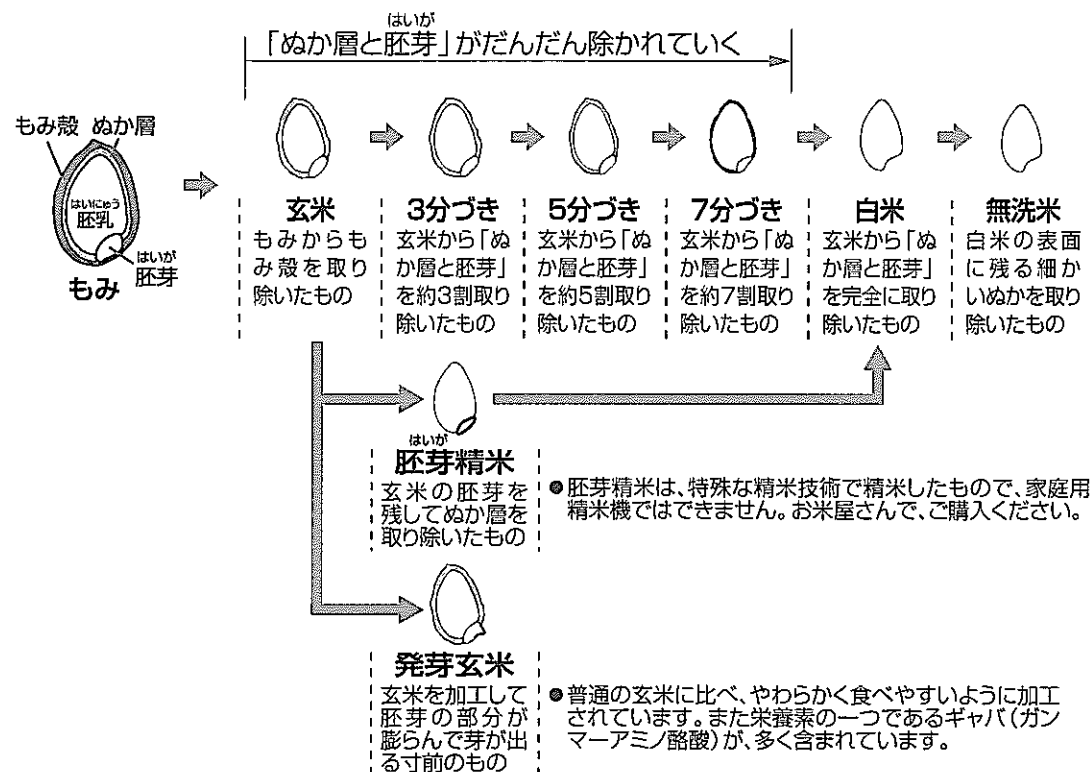 「ぬか層と胚芽」がだんだん除かれていく
はいが
もみ殻 ぬか層
はいにゅう
胚乳
はいが
胚芽
もみ
玄米
もみからも
み殻を取り
除いたもの
3分づき
玄米から「ぬ
か層と胚芽」
を約3割取り
除いたもの
5分づき
玄米から「ぬ
か層と胚芽」
を約5割取り
除いたもの
7分づき
玄米から「ぬ
か層と胚芽」
を約7割取り
除いたもの
白米
玄米から「ぬ
か層と胚芽」
を完全に取り
除いたもの
無洗米
白米の表面
に残る細か
いぬかを取り
除いたもの
はいが
胚芽精米
玄米の胚芽を
残してぬか層を
取り除いたもの
●胚芽精米は、特殊な精米技術で精米したもので、家庭用
精米機ではできません。お米屋さんで、ご購入ください。
発芽玄米
玄米を加工して
胚芽の部分が
膨らんで芽が出
る寸前のもの
●普通の玄米に比べ、やわらかく食べやすいように加工
されています。また栄養素の一つであるギャバ(ガン
マーアミノ酪酸)が、多く含まれています。